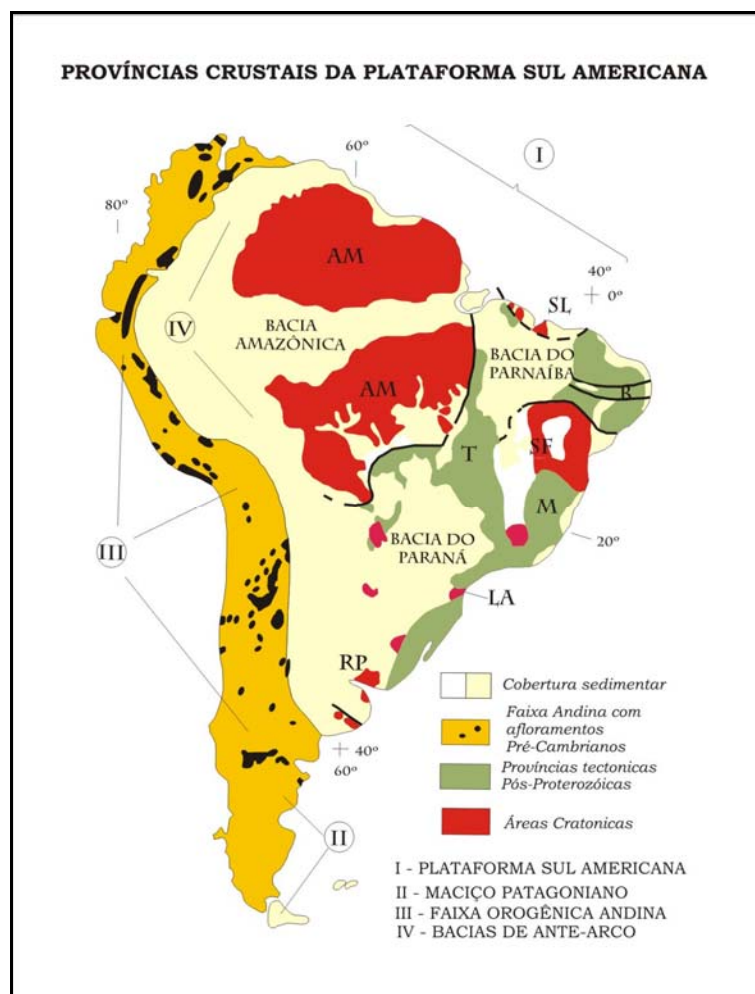 PROVÍNCIAS CRUSTAIS DA PLATAFORMA SUL AMERICANA
I
60º
80º
40º
0º
AM
SL
IV
BACIA
AMAZÔNICA
BACIA DO
PARNAÍBA
AM
R
T
SF
M
BACIA DO
PARANÁ
20º
III
LA
RP
40º
60º
II
Cobertura sedimentar
Faixa Andina com
afloramentos
Pré-Cambrianos
Províncias tectonicas
Pós-Proterozóicas
Áreas Cratonicas
I - PLATAFORMA SUL AMERICANA
II - MACIÇO PATAGONIANO
III - FAIXA OROGÊNICA ANDINA
IV - BACIAS DE ANTE-ARCO